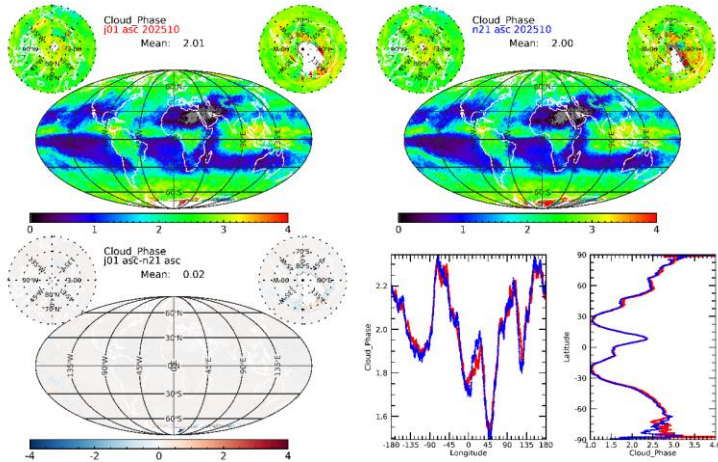 Cloud_Phase
j01 asc 202510
Mean: 2.01
60°N
60°S
0 1 2 3 4
Cloud_Phase
n21 asc 202510
Mean: 2.00
60°N
60°S
0 1 2 3 4
Cloud_Phase
j01 asc-n21 asc
Mean: 0.02
60°N
30°N
135°W 90°W 45°W 45°E 90°E 135°E
30°S
60°S
-4 -2 0 2 4
Cloud_Phase
2.2
2.0
1.8
1.6
-180 -135 -90 -45 0 45 90 135 180
Longitude
Latitude
90
60
30
0
-30
-60
-90
1.0 1.5 2.0 2.5 3.0 3.5 4.0
Cloud_Phase